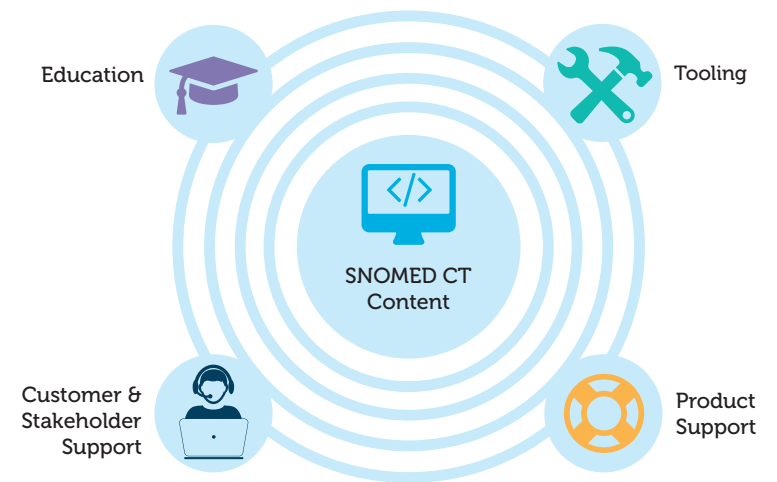 Education
Tooling
</>
SNOMED CT
Content
Customer &
Stakeholder
Support
Product
Support